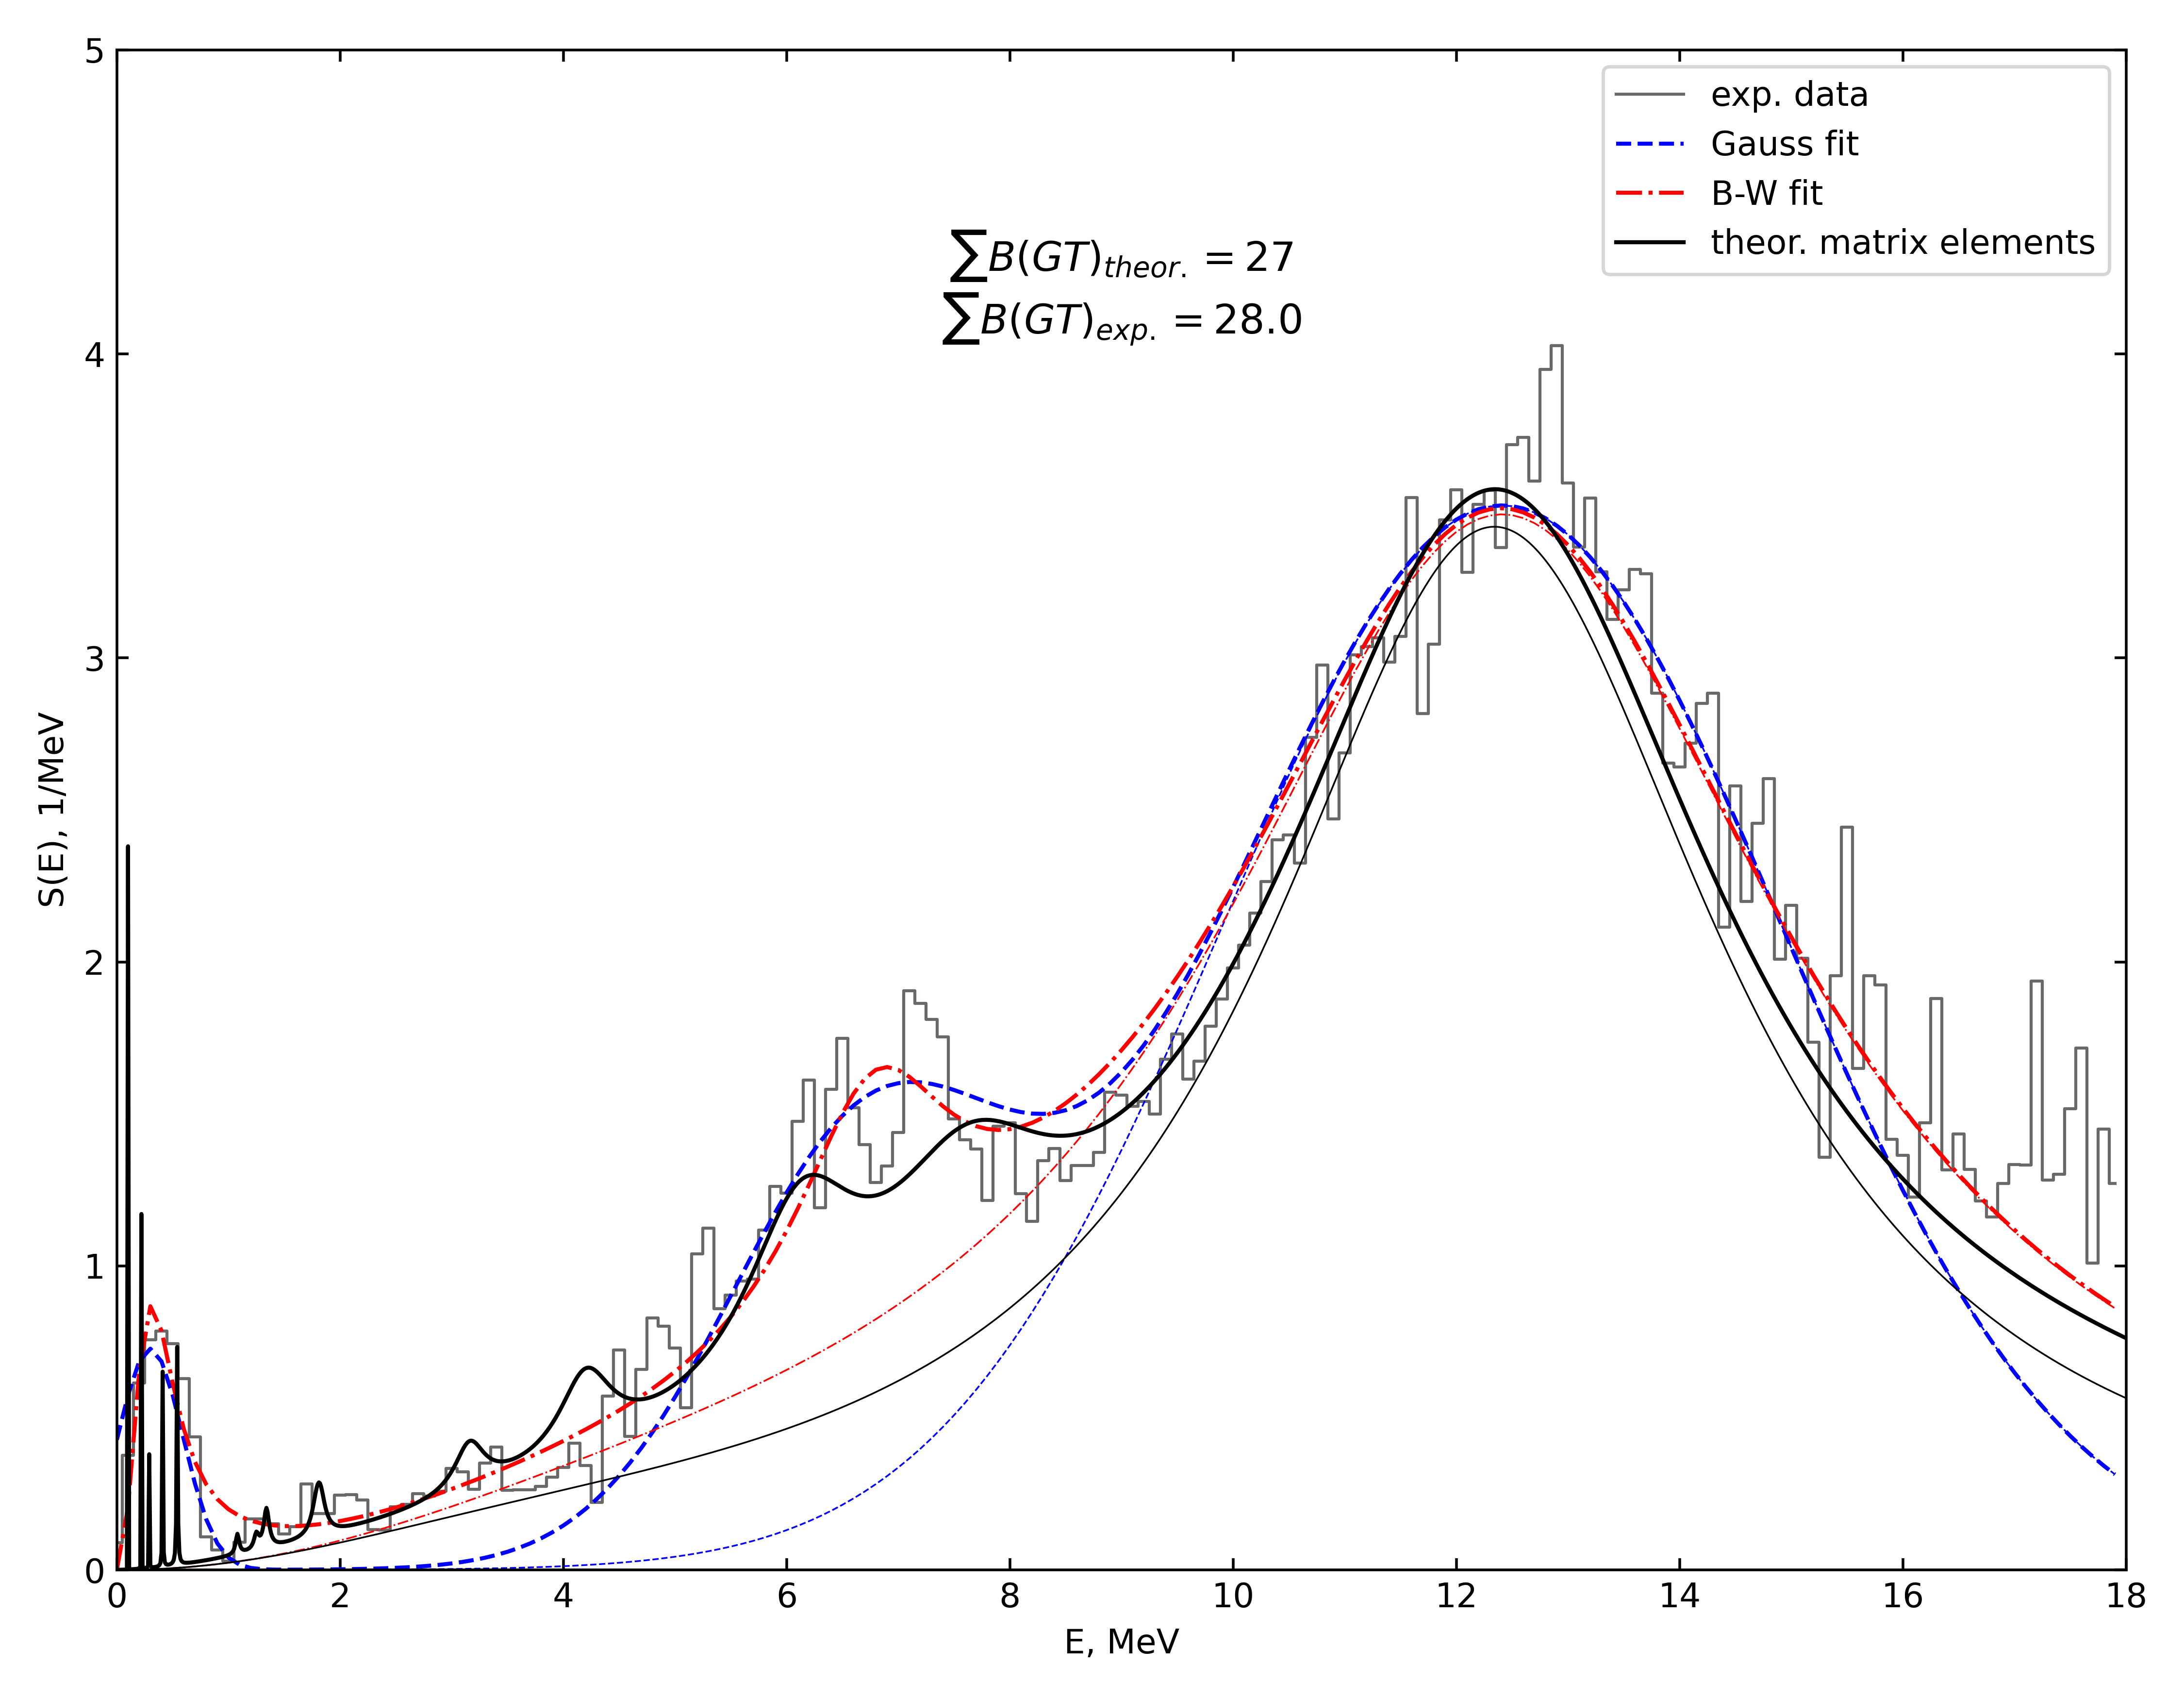 5
4
3
2
1
0
0 2 4 6 8 10 12 14 16 18
S(E), 1/MeV
E, MeV
exp. data
Gauss fit
B-W fit
theor. matrix elements
∑B(GT)theor. = 27
∑B(GT)exp. = 28.0